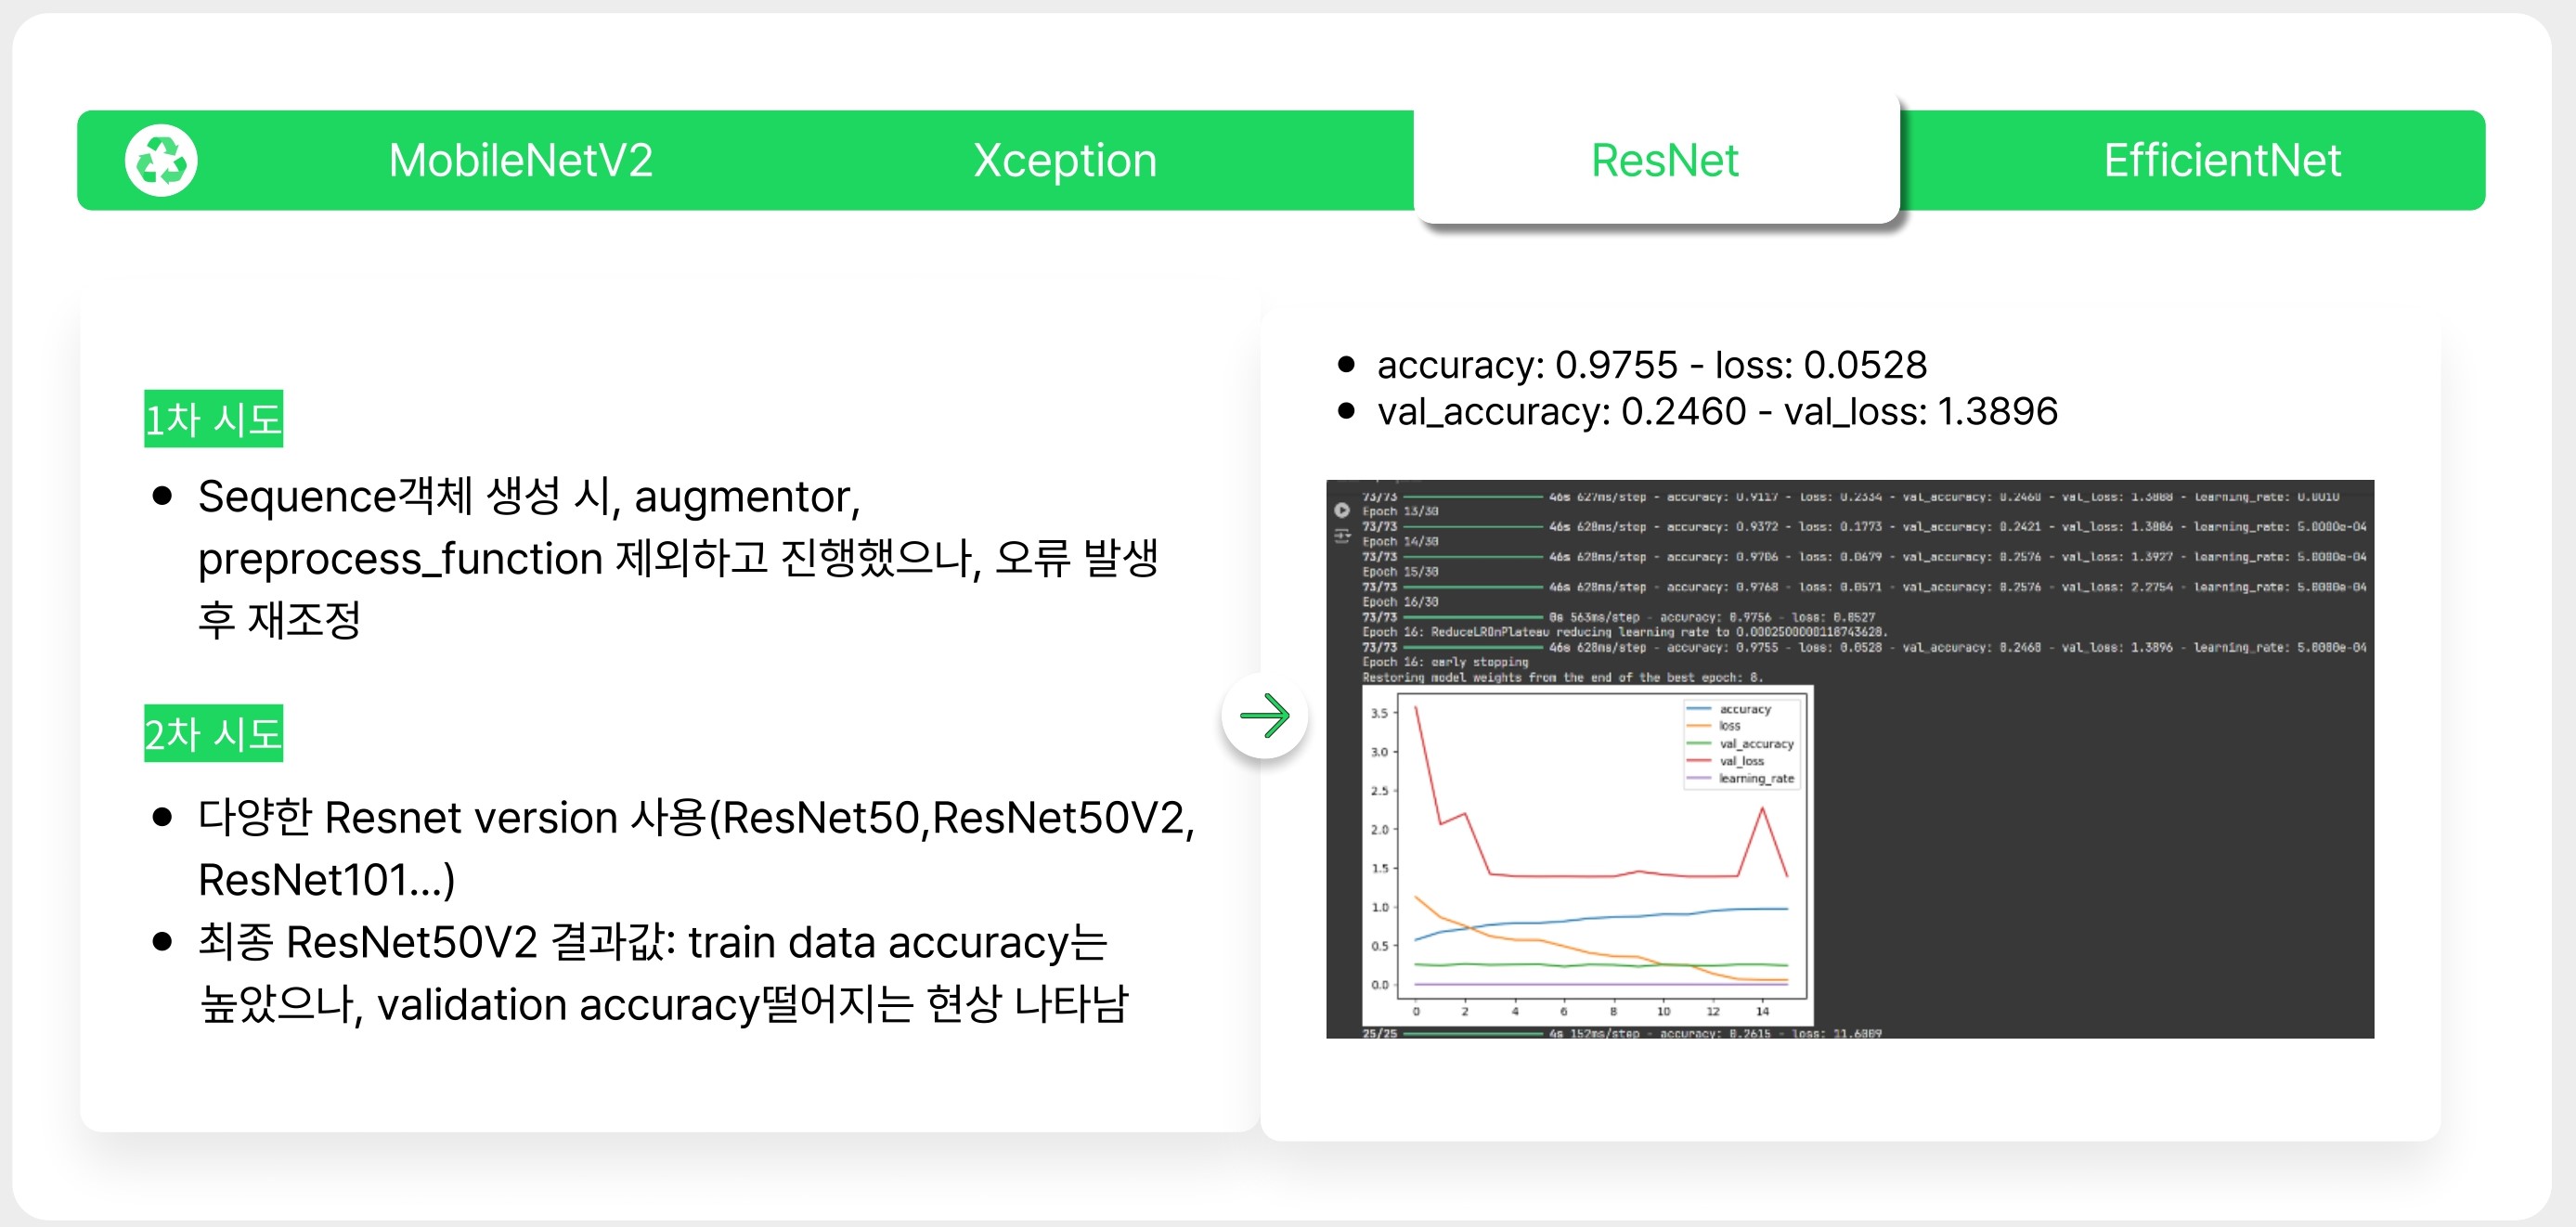 MobileNetV2
Xception
ResNet
EfficientNet
1차 시도
Sequence객체 생성 시, augmentor,
preprocess_function 제외하고 진행했으나, 오류 발생
후 재조정
2차 시도
다양한 Resnet version 사용(ResNet50,ResNet50V2,
ResNet101...)
최종 ResNet50V2 결과값: train data accuracy는
높았으나, validation accuracy떨어지는 현상 나타남
accuracy: 0.9755 - loss: 0.0528
val_accuracy: 0.2460 - val_loss: 1.3896
73/73 46s 627ms/step - accuracy: 0.9117 - loss: 0.2334 - val_accuracy: 0.2460 - val_loss: 1.3888 - learning_rate: 0.0010
Epoch 13/30
73/73 46s 628ms/step - accuracy: 0.9372 - loss: 0.1773 - val_accuracy: 0.2421 - val_loss: 1.3886 - learning_rate: 5.0000e-04
Epoch 14/30
73/73 46s 628ms/step - accuracy: 0.9706 - loss: 0.0679 - val_accuracy: 0.2576 - val_loss: 1.3927 - learning_rate: 5.0000e-04
Epoch 15/30
73/73 46s 628ms/step - accuracy: 0.9768 - loss: 0.0571 - val_accuracy: 0.2576 - val_loss: 2.2754 - learning_rate: 5.0000e-04
Epoch 16/30
73/73 0s 563ms/step - accuracy: 0.9756 - loss: 0.0527
Epoch 16: ReduceLROnPlateau reducing learning rate to 0.0002500000118743628.
73/73 46s 628ms/step - accuracy: 0.9755 - loss: 0.0528 - val_accuracy: 0.2460 - val_loss: 1.3896 - learning_rate: 5.0000e-04
Epoch 16: early stopping
Restoring model weights from the end of the best epoch: 8.
accuracy
loss
val_accuracy
val_loss
learning_rate
3.5
3.0
2.5
2.0
1.5
1.0
0.5
0.0
0 2 4 6 8 10 12 14
25/25 4s 152ms/step - accuracy: 0.2615 - loss: 11.6009